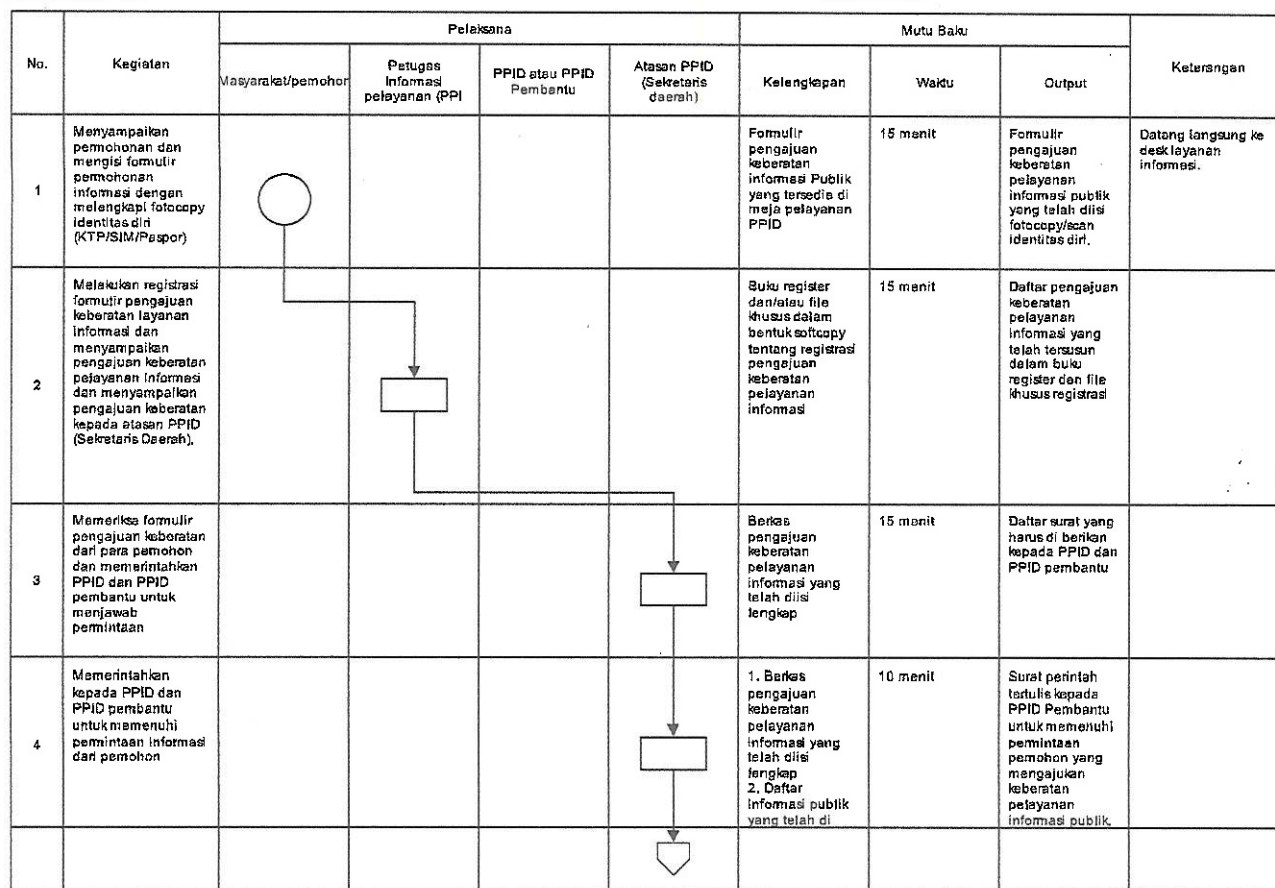 No.
Kegiatan
Pelaksana
Mutu Baku
Keterangan
Masyarakat/pemohor
Petugas
Informasi
pelayanan (PPI
PPID atau PPID
Pembantu
Atasan PPID
(Sekretaris
daerah)
Kelengkapan
Waktu
Output
1
Menyampaikan
permohonan dan
mengisi formulir
permohonan
informasi dengan
melengkapi fotocopy
identitas diri
(KTP/SIM/Paspor)
Formulir
pengajuan
keberatan
informasi Publik
yang tersedia di
meja pelayanan
PPID
15 menit
Formulir
pengajuan
keberatan
pelayanan
informasi publik
yang telah diisi
fotocopy/scan
identitas diri.
Datang langsung ke
desk layanan
informasi.
2
Melakukan registrasi
formulir pengajuan
keberatan layanan
informasi dan
menyampaikan
pengajuan keberatan
pelayanan informasi
dan menyampaikan
pengajuan keberatan
kepada atasan PPID
(Sekretaris Daerah).
Buku register
dan/atau file
khusus dalam
bentuk softcopy
tentang registrasi
pengajuan
keberatan
pelayanan
informasi
15 menit
Daftar pengajuan
keberatan
pelayanan
informasi yang
telah tersusun
dalam buku
register dan file
khusus registrasi
3
Memeriksa formulir
pengajuan keberatan
dari para pemohon
dan memerintahkan
PPID dan PPID
pembantu untuk
menjawab
permintaan
Berkas
pengajuan
keberatan
pelayanan
informasi yang
telah diisi
lengkap
15 menit
Daftar surat yang
harus di berikan
kepada PPID dan
PPID pembantu
4
Memerintahkan
kepada PPID dan
PPID pembantu
untuk memenuhi
permintaan informasi
dari pemohon
1. Berkas
pengajuan
keberatan
pelayanan
informasi yang
telah diisi
lengkap
2. Daftar
informasi publik
yang telah di
10 menit
Surat perintah
tertulis kepada
PPID Pembantu
untuk memenuhi
permintaan
pemohon yang
mengajukan
keberatan
pelayanan
informasi publik.